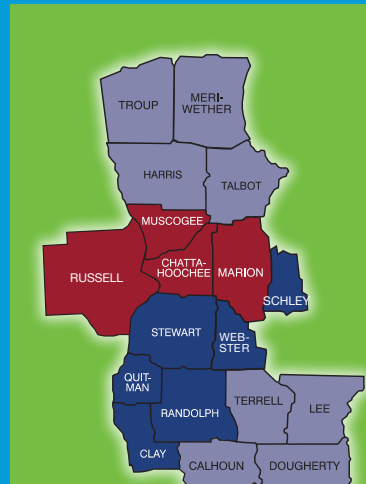 TROUP
MERI-
WETHER
HARRIS
TALBOT
MUSCOGEE
CHATTA-
HOOCHEE
RUSSELL
MARION
SCHLEY
STEWART
WEB-
STER
QUIT-
MAN
RANDOLPH
TERRELL
LEE
CLAY
CALHOUN
DOUGHERTY